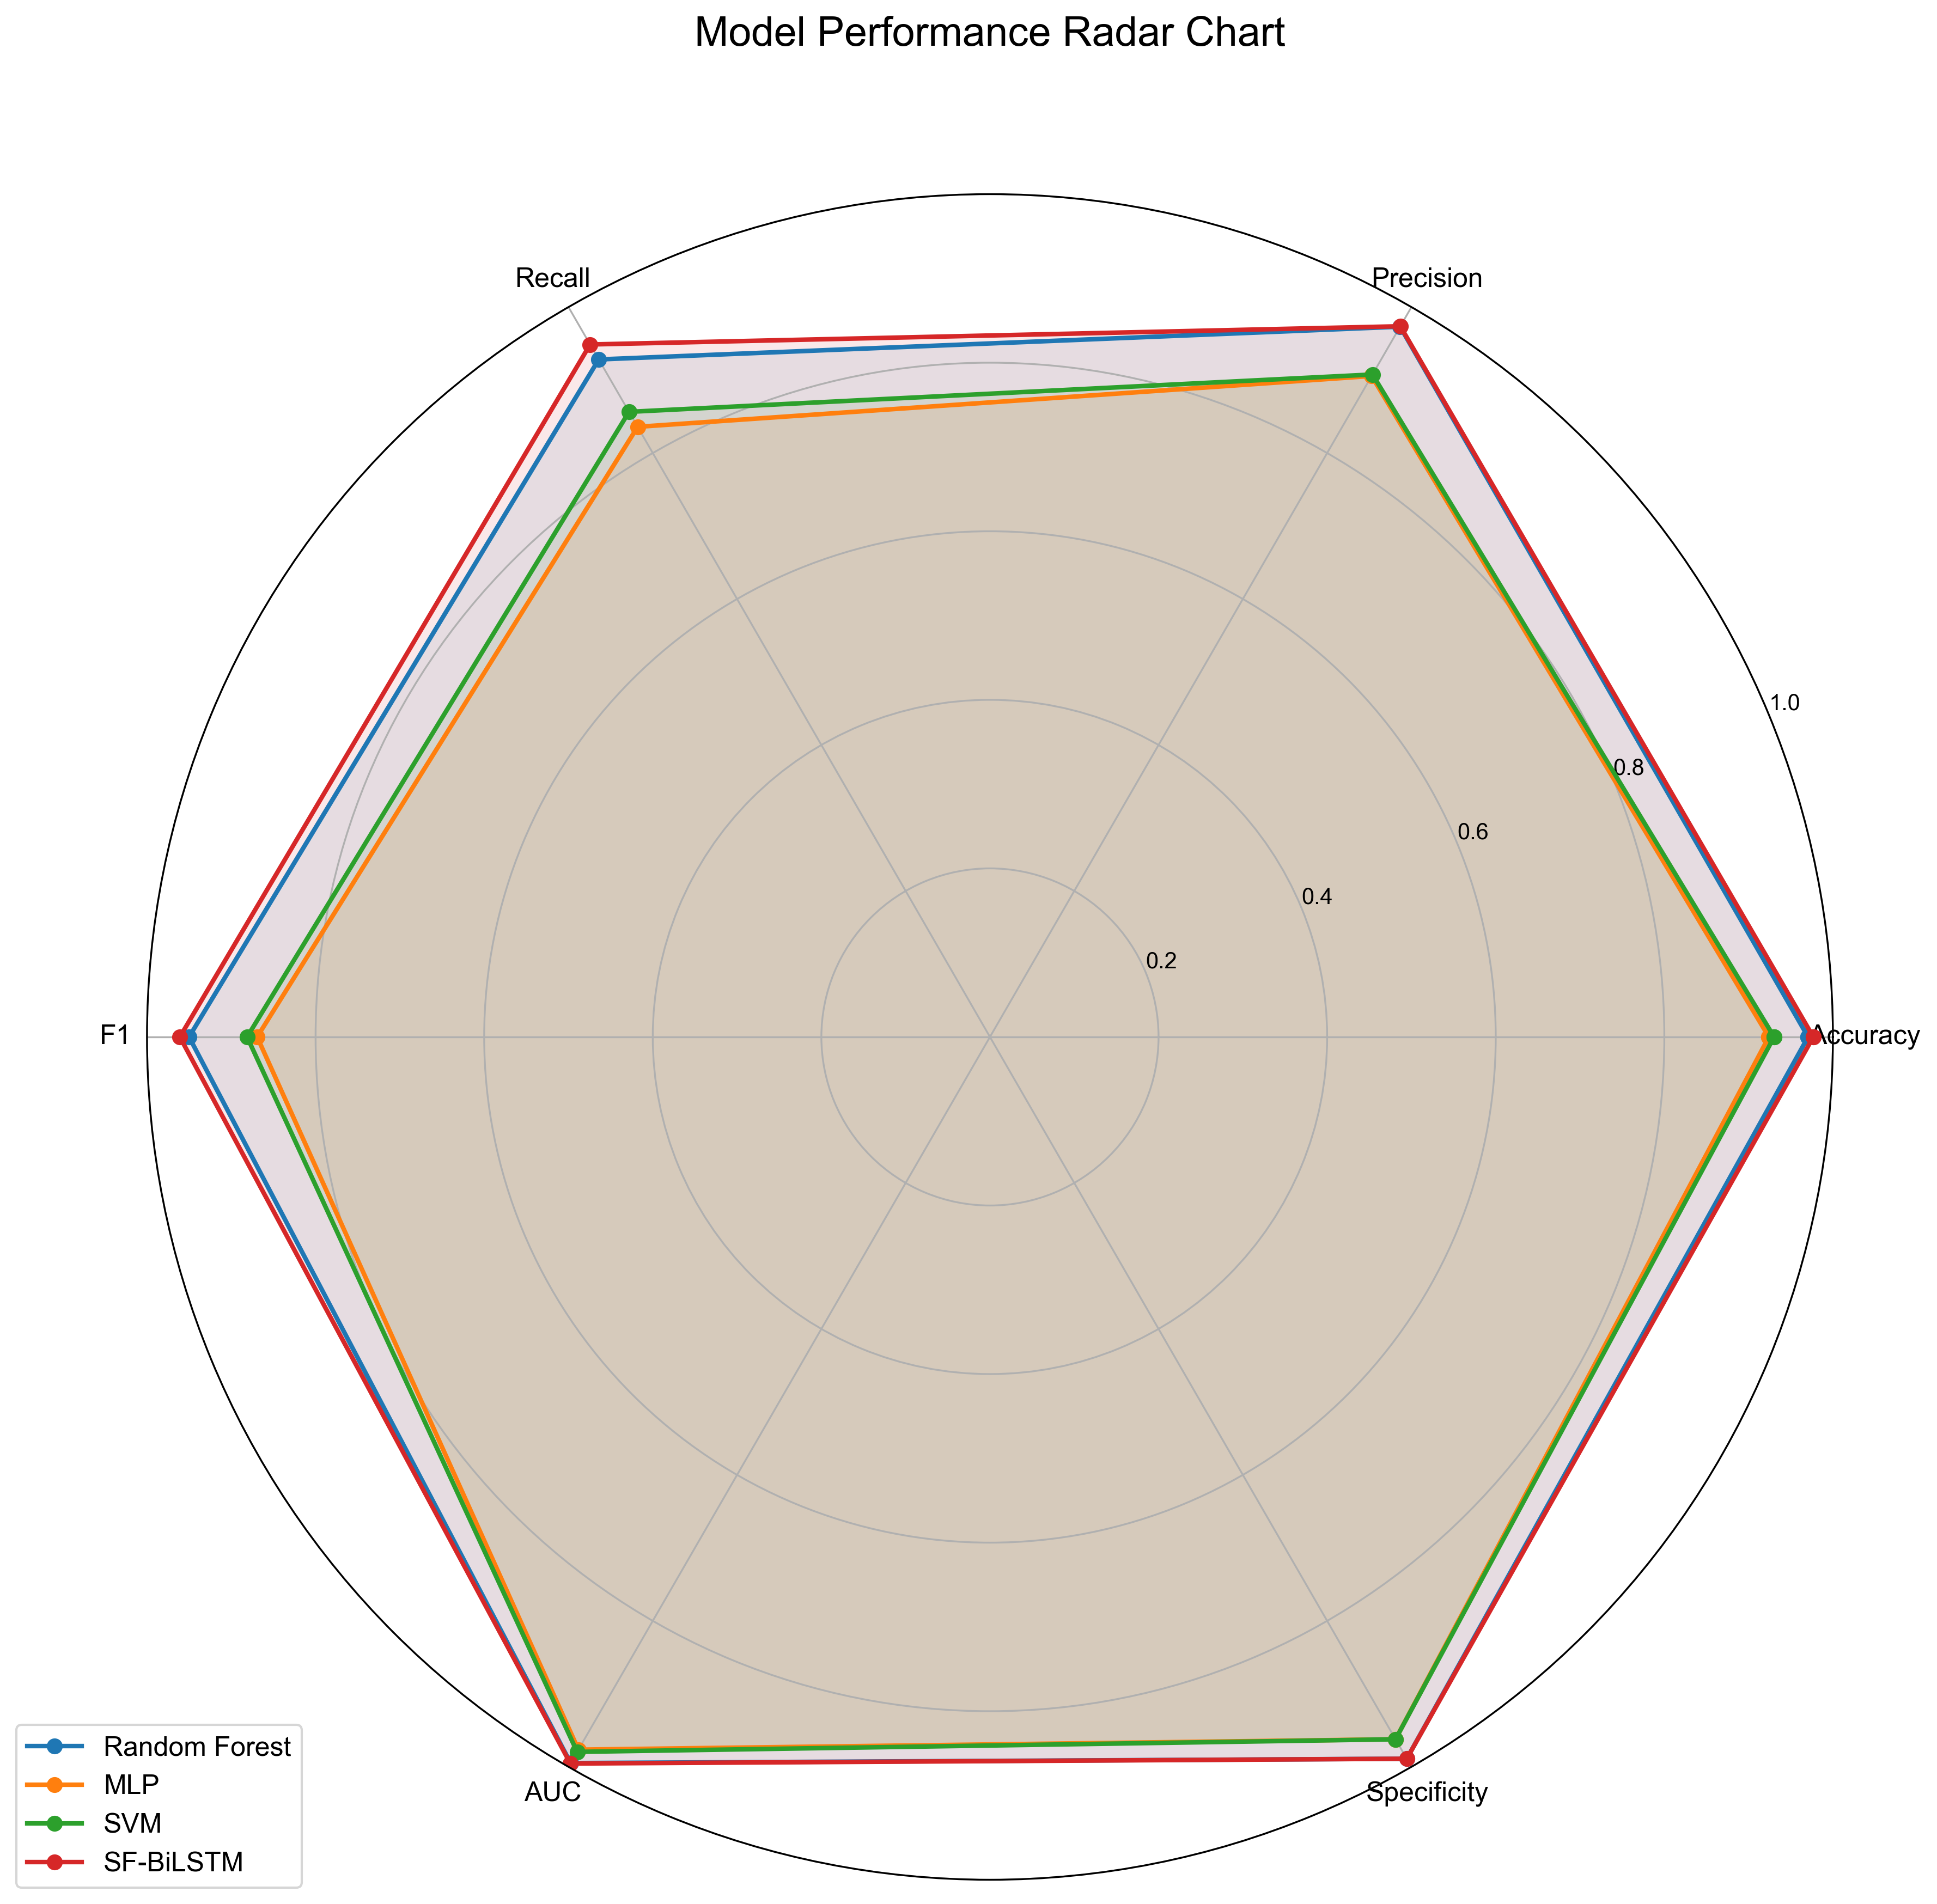 Model Performance Radar Chart
Recall
Precision
1.0
0.8
0.6
0.4
0.2
F1
Accuracy
AUC
Specificity
Random Forest
MLP
SVM
SF-BiLSTM